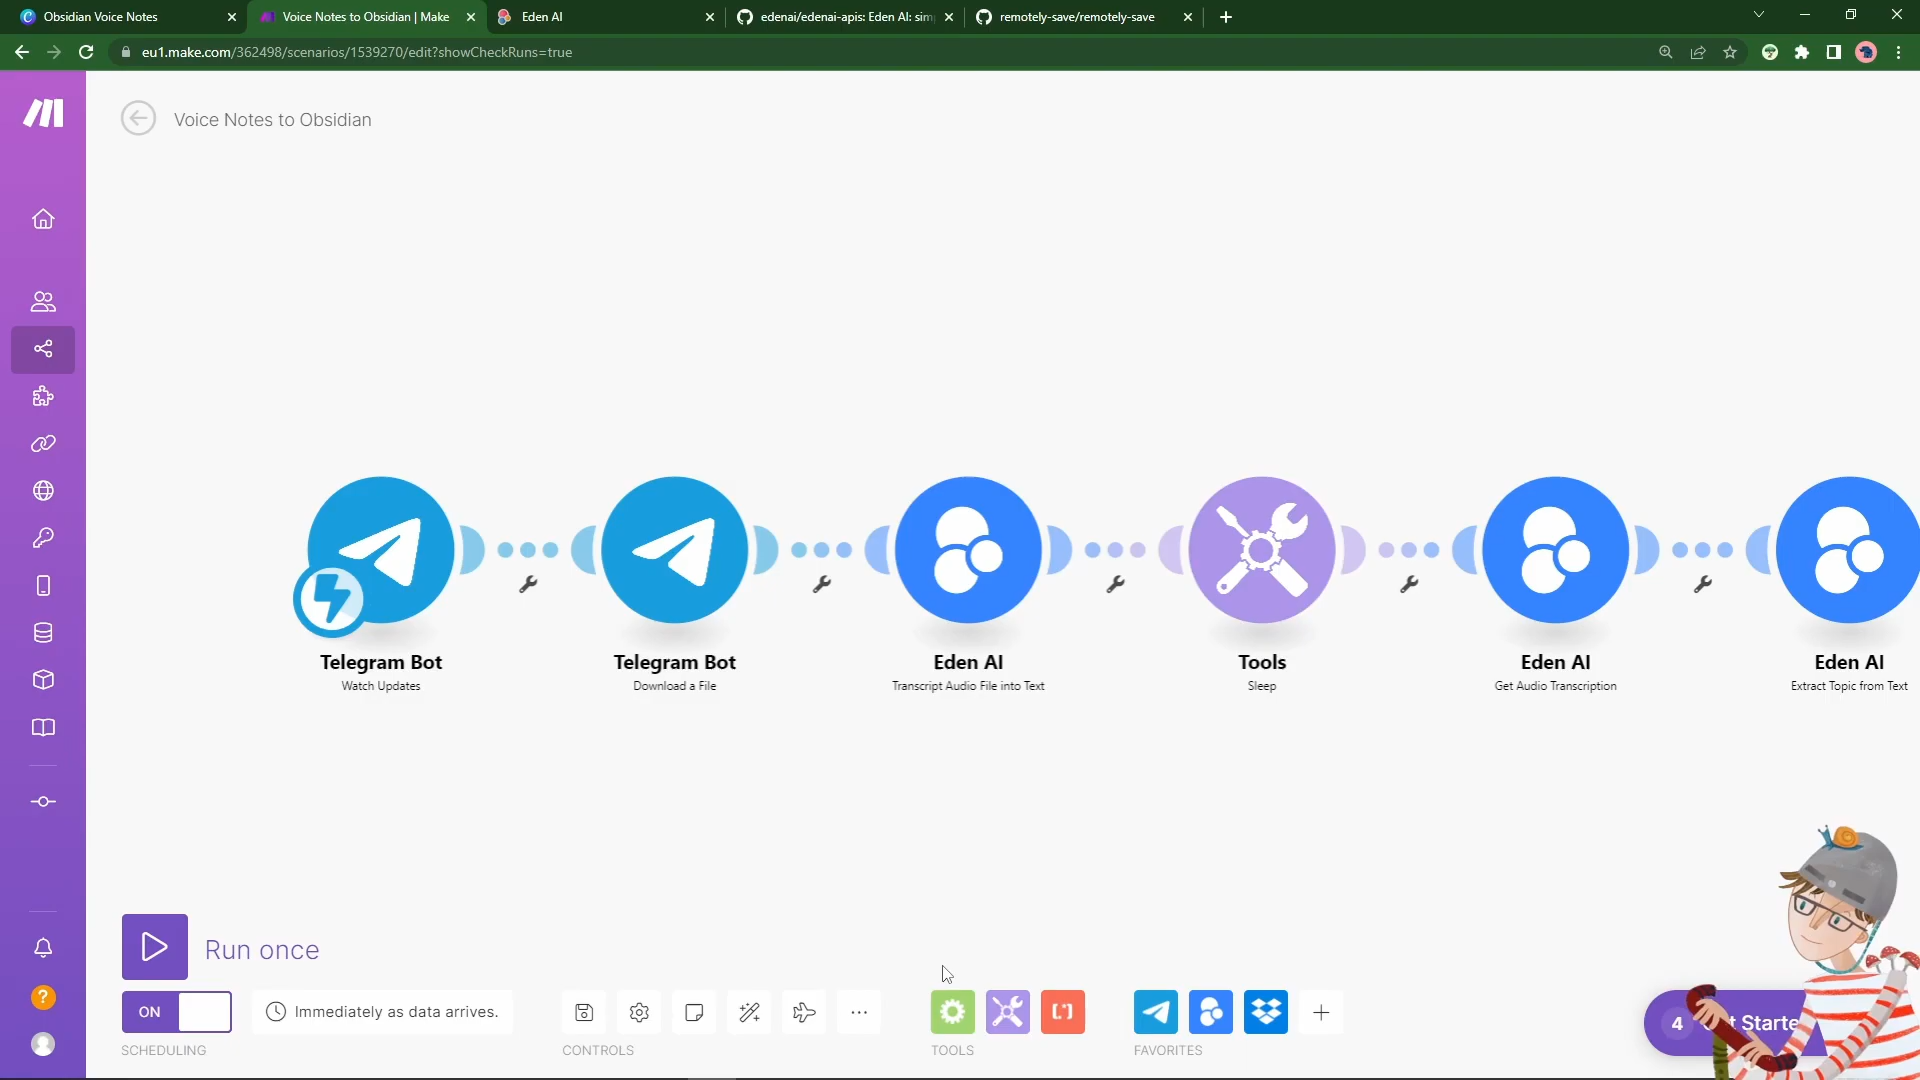 Obsidian Voice Notes
Voice Notes to Obsidian | Make
Eden AI
edenai/edenai-apis: Eden AI: sim
remotely-save/remotely-save
eu1.make.com/362498/scenarios/1539270/edit?showCheckRuns=true
Voice Notes to Obsidian
Telegram Bot
Watch Updates
Telegram Bot
Download a File
Eden AI
Transcript Audio File into Text
Tools
Sleep
Eden AI
Get Audio Transcription
Eden AI
Extract Topic from Text
Run once
ON
Immediately as data arrives.
SCHEDULING
CONTROLS
TOOLS
FAVORITES
?
4
t Starte